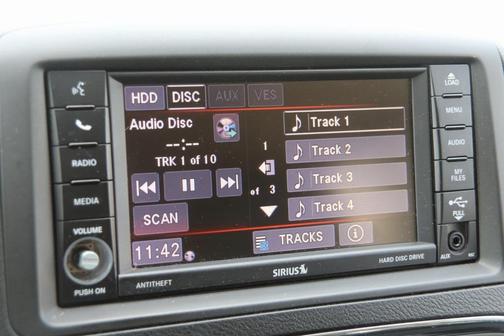 HDD DISC AUX VES
Audio Disc
--:--
TRK 1 of 10
SCAN
11:42
Track 1
Track 2
Track 3
Track 4
1
of 3
TRACKS
i
RADIO
MEDIA
VOLUME
PUSH ON
ANTITHEFT
SIRIUS
HARD DISC DRIVE
LOAD
MENU
AUDIO
MY
FILES
PULL
AUX